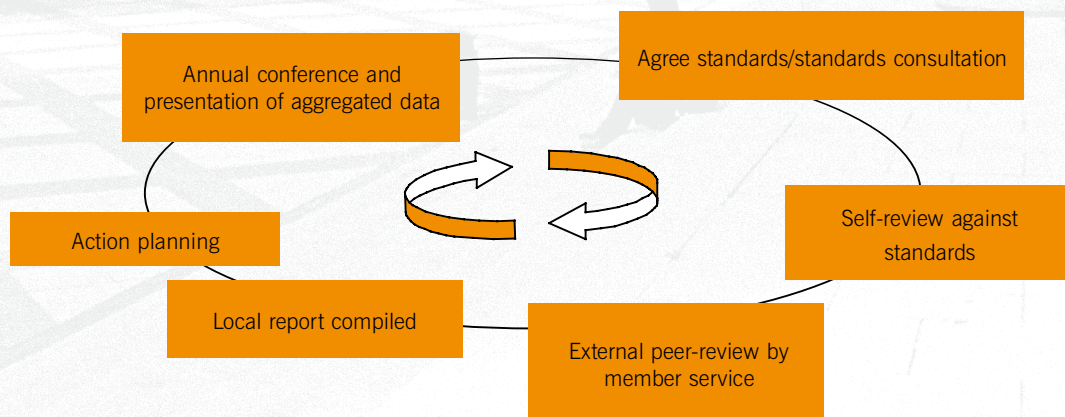 Annual conference and
presentation of aggregated data
Agree standards/standards consultation
Self-review against
standards
External peer-review by
member service
Local report compiled
Action planning